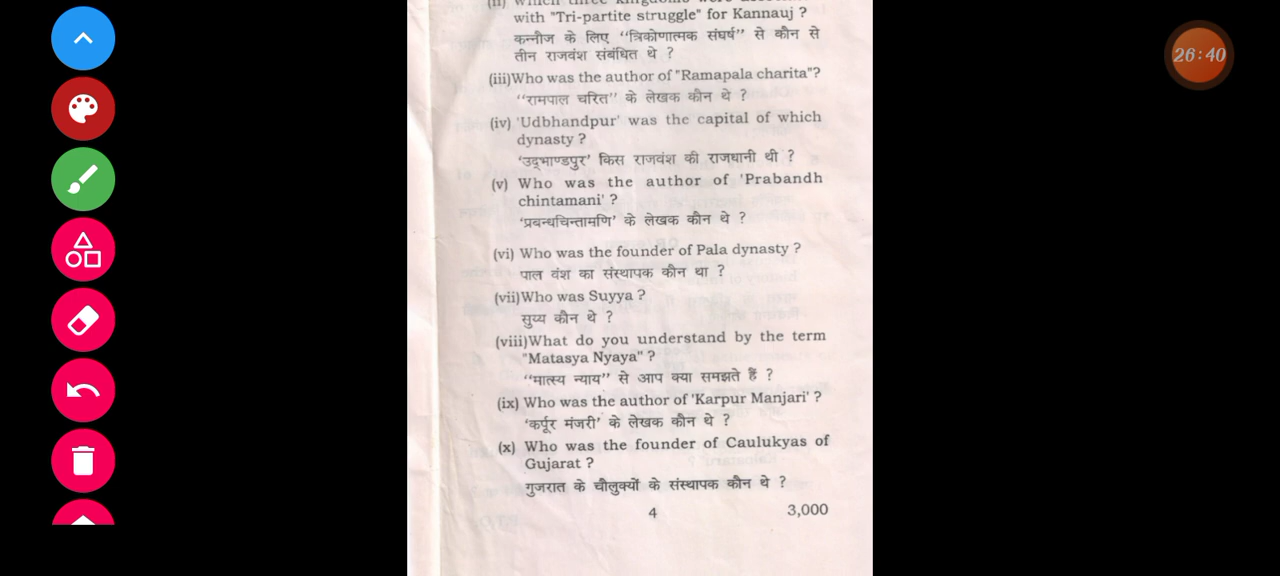 26:40
(ii) Which three kingdoms were
with "Tri-partite struggle" for Kannauj ?
कन्नौज के लिए “त्रिकोणात्मक संघर्ष” से कौन से
तीन राजवंश संबंधित थे ?
(iii)Who was the author of "Ramapala charita"?
“रामपाल चरित” के लेखक कौन थे ?
(iv) 'Udbhandpur' was the capital of which
dynasty ?
‘उद्भाण्डपुर’ किस राजवंश की राजधानी थी ?
(v) Who was the author of 'Prabandh
chintamani' ?
‘प्रबन्धचिन्तामणि’ के लेखक कौन थे ?
(vi) Who was the founder of Pala dynasty ?
पाल वंश का संस्थापक कौन था ?
(vii)Who was Suyya ?
सुय्य कौन थे ?
(viii)What do you understand by the term
"Matasya Nyaya" ?
“मात्स्य न्याय” से आप क्या समझते हैं ?
(ix) Who was the author of 'Karpur Manjari' ?
‘कर्पूर मंजरी’ के लेखक कौन थे ?
(x) Who was the founder of Caulukyas of
Gujarat ?
गुजरात के चौलुक्यों के संस्थापक कौन थे ?
4 3,000